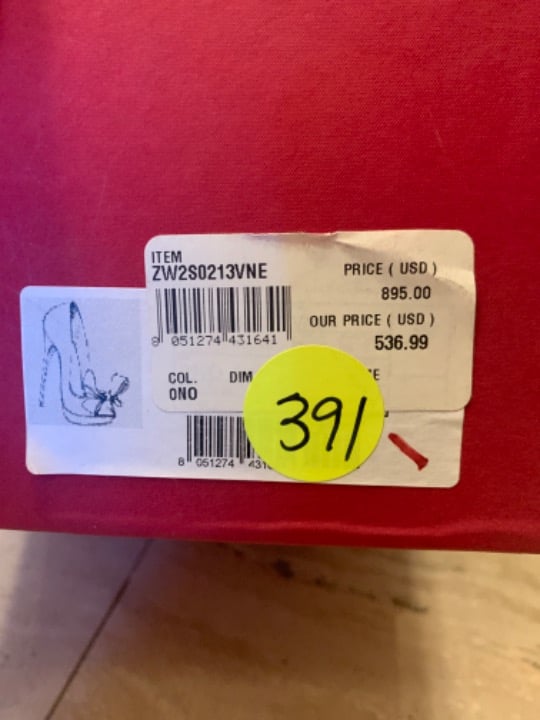 ITEM
ZW2S0213VNE
PRICE ( USD )
895.00
OUR PRICE ( USD )
536.99
8 051274 431641
COL. DIM
0NO
391
8 051274